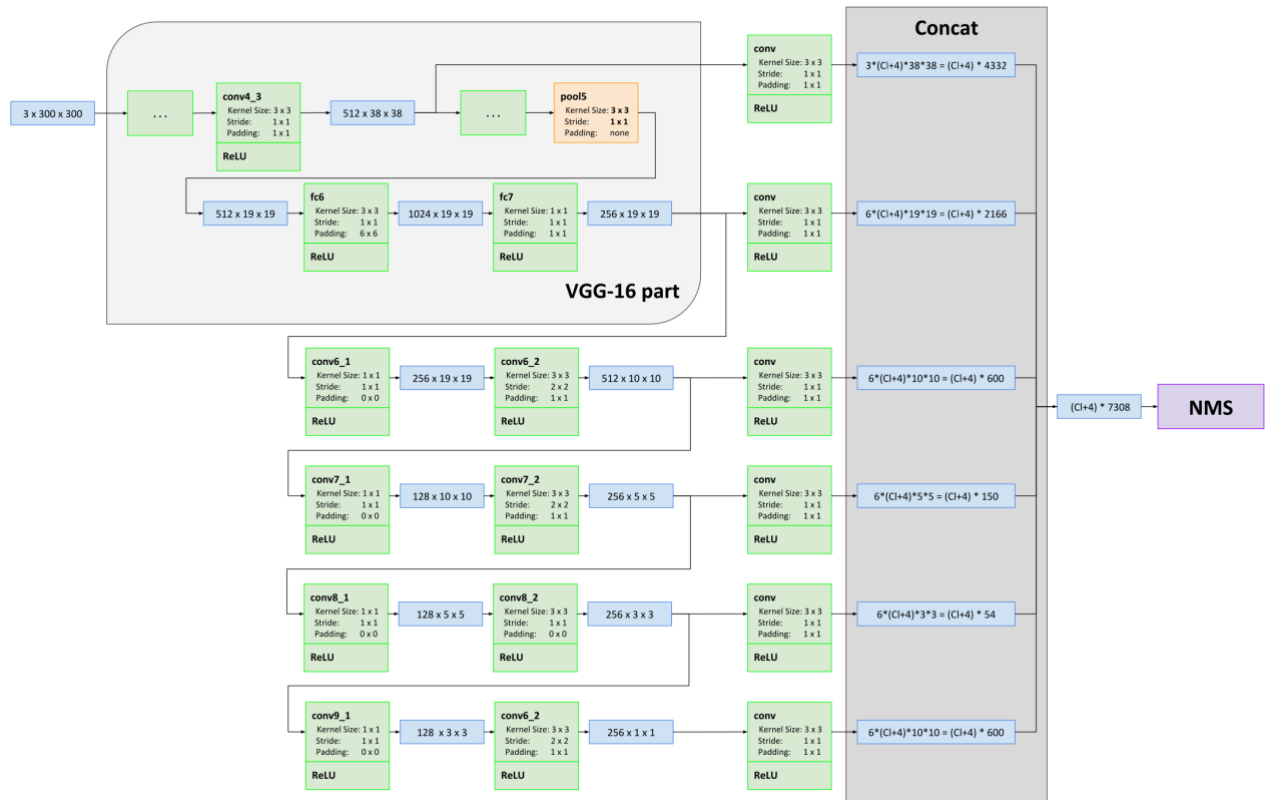 Concat
conv
Kernel Size: 3 x 3
Stride: 1 x 1
Padding: 1 x 1
ReLU
3*(Cl+4)*38*38 = (Cl+4) * 4332
3 x 300 x 300
...
conv4_3
Kernel Size: 3 x 3
Stride: 1 x 1
Padding: 1 x 1
ReLU
512 x 38 x 38
...
pool5
Kernel Size: 3 x 3
Stride: 1 x 1
Padding: none
512 x 19 x 19
fc6
Kernel Size: 3 x 3
Stride: 1 x 1
Padding: 6 x 6
ReLU
1024 x 19 x 19
fc7
Kernel Size: 1 x 1
Stride: 1 x 1
Padding: 1 x 1
ReLU
256 x 19 x 19
conv
Kernel Size: 3 x 3
Stride: 1 x 1
Padding: 1 x 1
ReLU
6*(Cl+4)*19*19 = (Cl+4) * 2166
VGG-16 part
conv6_1
Kernel Size: 1 x 1
Stride: 1 x 1
Padding: 0 x 0
ReLU
256 x 19 x 19
conv6_2
Kernel Size: 3 x 3
Stride: 2 x 2
Padding: 1 x 1
ReLU
512 x 10 x 10
conv
Kernel Size: 3 x 3
Stride: 1 x 1
Padding: 1 x 1
ReLU
6*(Cl+4)*10*10 = (Cl+4) * 600
(Cl+4) * 7308
NMS
conv7_1
Kernel Size: 1 x 1
Stride: 1 x 1
Padding: 0 x 0
ReLU
128 x 10 x 10
conv7_2
Kernel Size: 3 x 3
Stride: 2 x 2
Padding: 1 x 1
ReLU
256 x 5 x 5
conv
Kernel Size: 3 x 3
Stride: 1 x 1
Padding: 1 x 1
ReLU
6*(Cl+4)*5*5 = (Cl+4) * 150
conv8_1
Kernel Size: 1 x 1
Stride: 1 x 1
Padding: 0 x 0
ReLU
128 x 5 x 5
conv8_2
Kernel Size: 3 x 3
Stride: 1 x 1
Padding: 0 x 0
ReLU
256 x 3 x 3
conv
Kernel Size: 3 x 3
Stride: 1 x 1
Padding: 1 x 1
ReLU
6*(Cl+4)*3*3 = (Cl+4) * 54
conv9_1
Kernel Size: 1 x 1
Stride: 1 x 1
Padding: 0 x 0
ReLU
128 x 3 x 3
conv6_2
Kernel Size: 3 x 3
Stride: 2 x 2
Padding: 1 x 1
ReLU
256 x 1 x 1
conv
Kernel Size: 3 x 3
Stride: 1 x 1
Padding: 1 x 1
ReLU
6*(Cl+4)*10*10 = (Cl+4) * 600